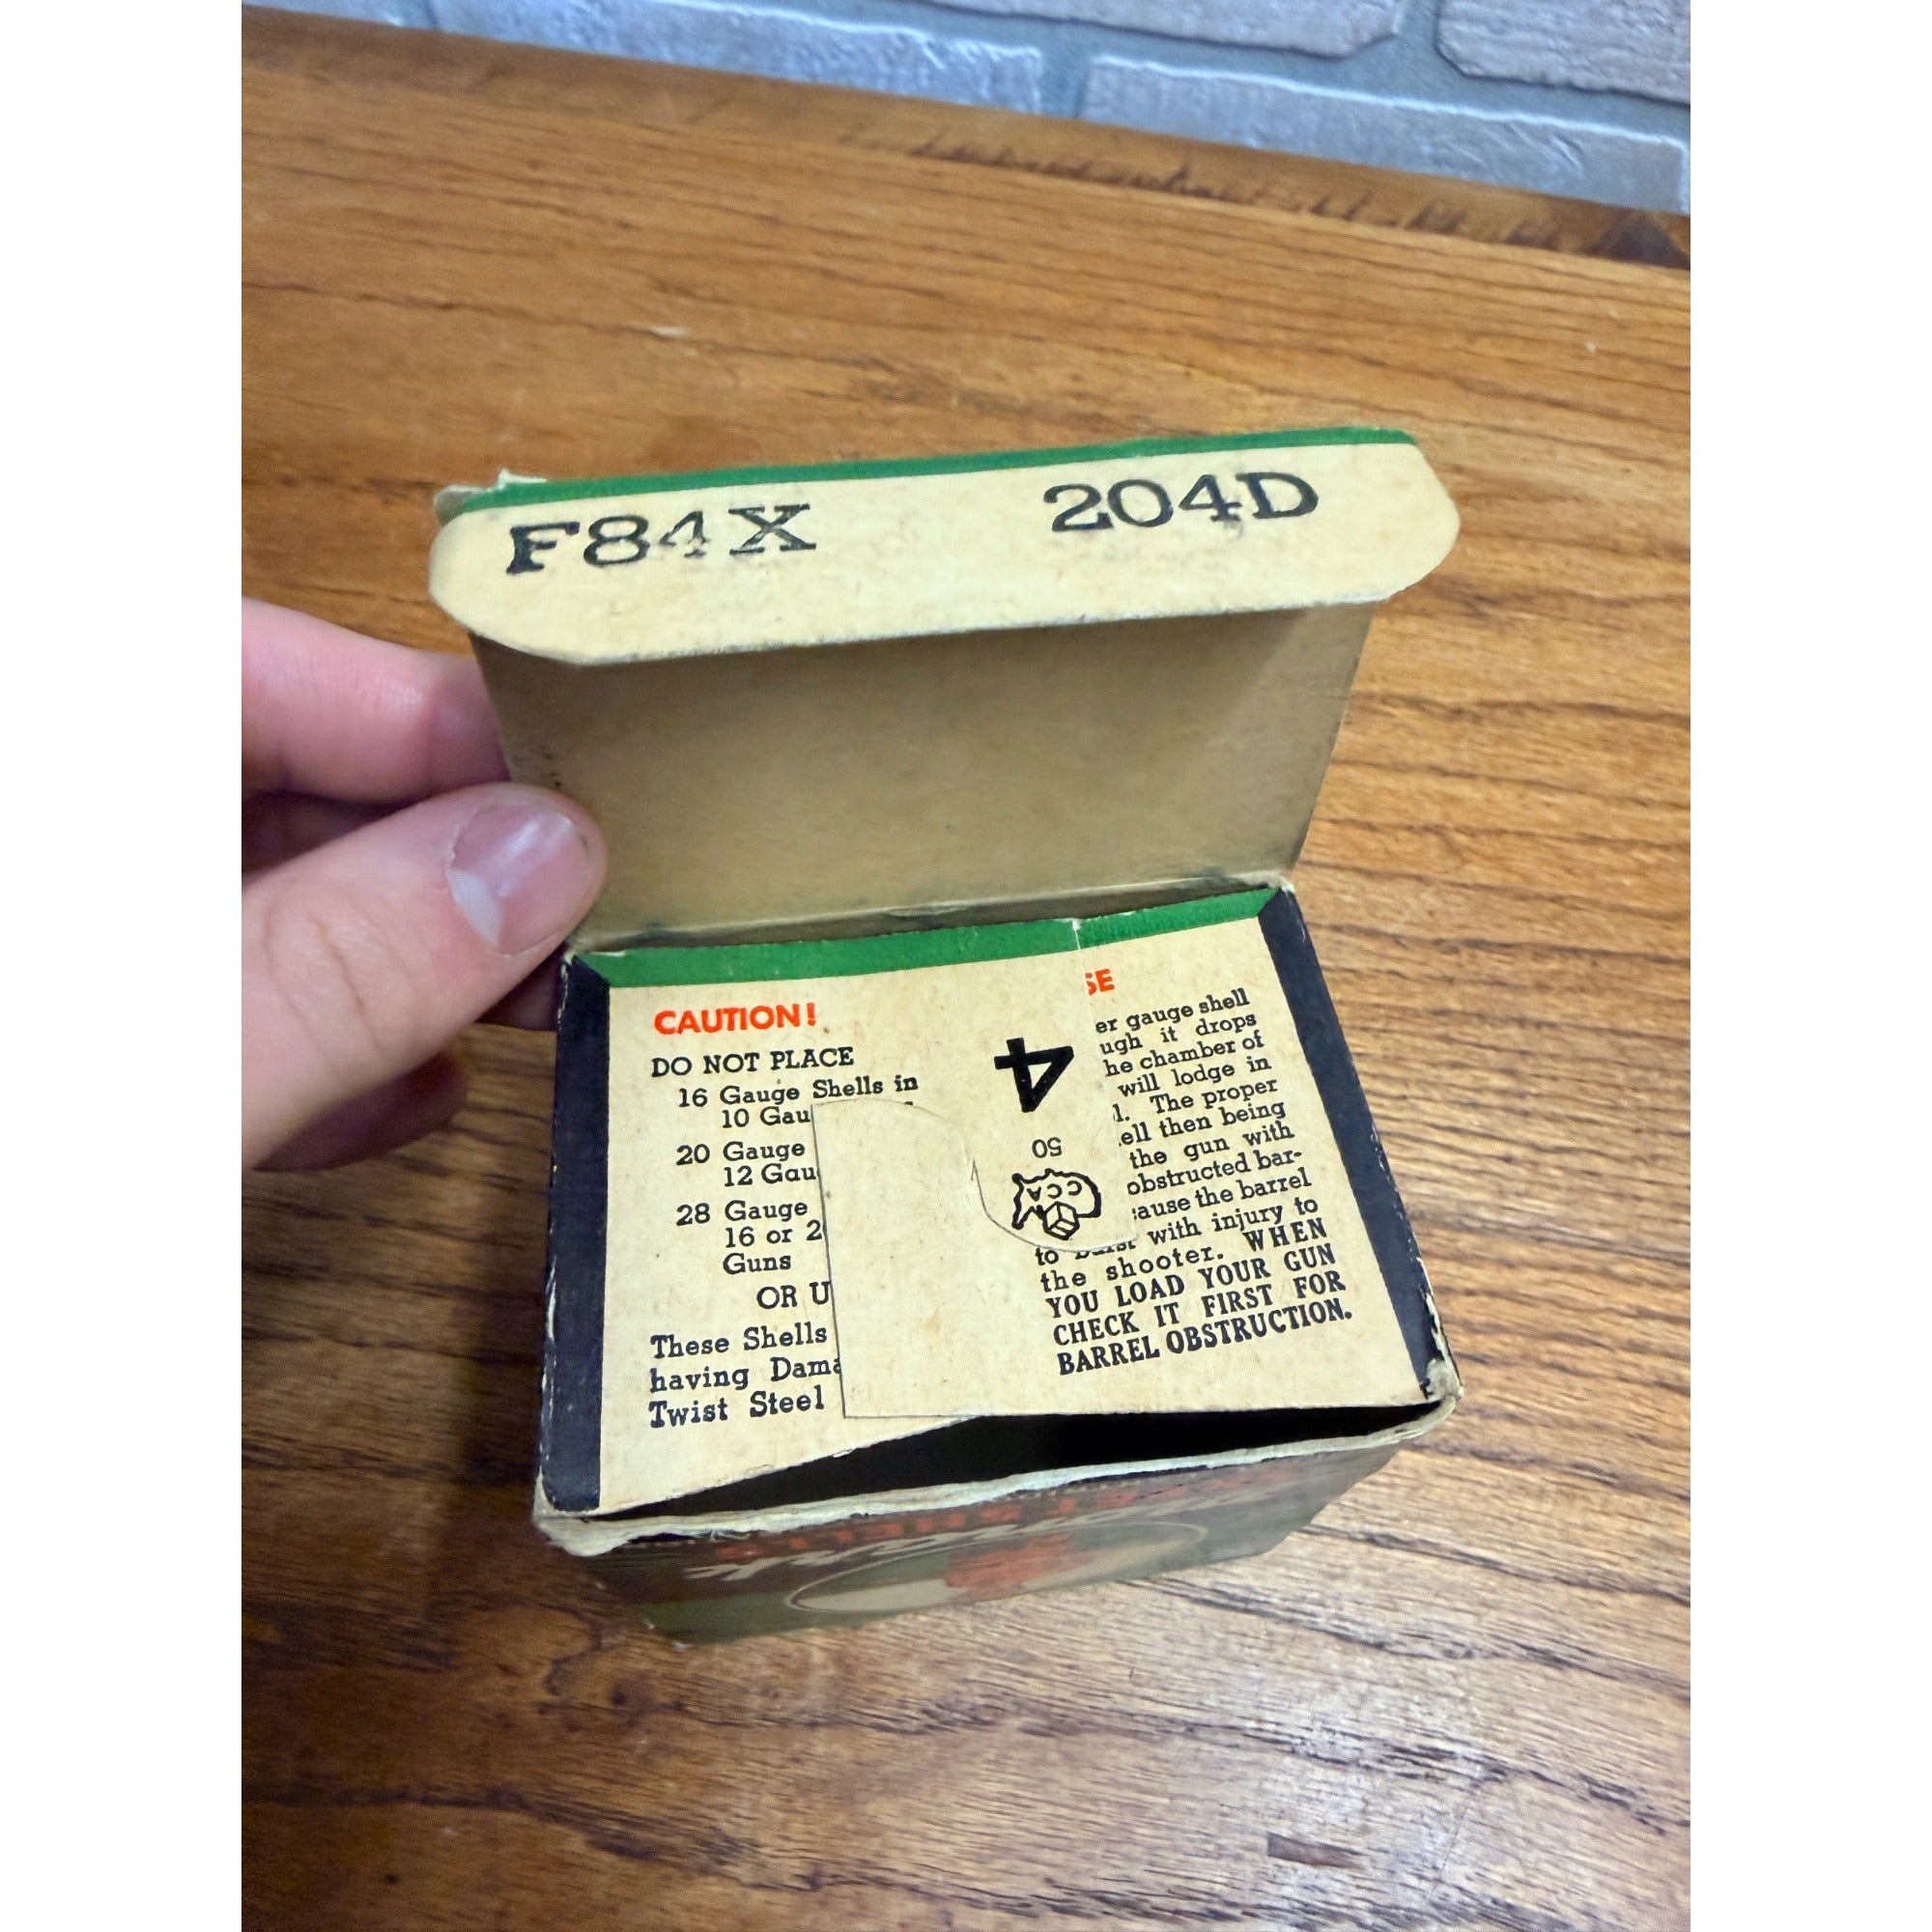 F84X 204D
CAUTION!
DO NOT PLACE
16 Gauge Shells in
10 Gau
20 Gauge
12 Gau
28 Gauge
16 or 2
Guns
OR U
These Shells
having Dama
Twist Steel
4
50
CCA
SE
er gauge shell
ugh it drops
he chamber of
will lodge in
l. The proper
ell then being
the gun with
obstructed bar-
ause the barrel
to burst with injury to
the shooter. WHEN
YOU LOAD YOUR GUN
CHECK IT FIRST FOR
BARREL OBSTRUCTION.